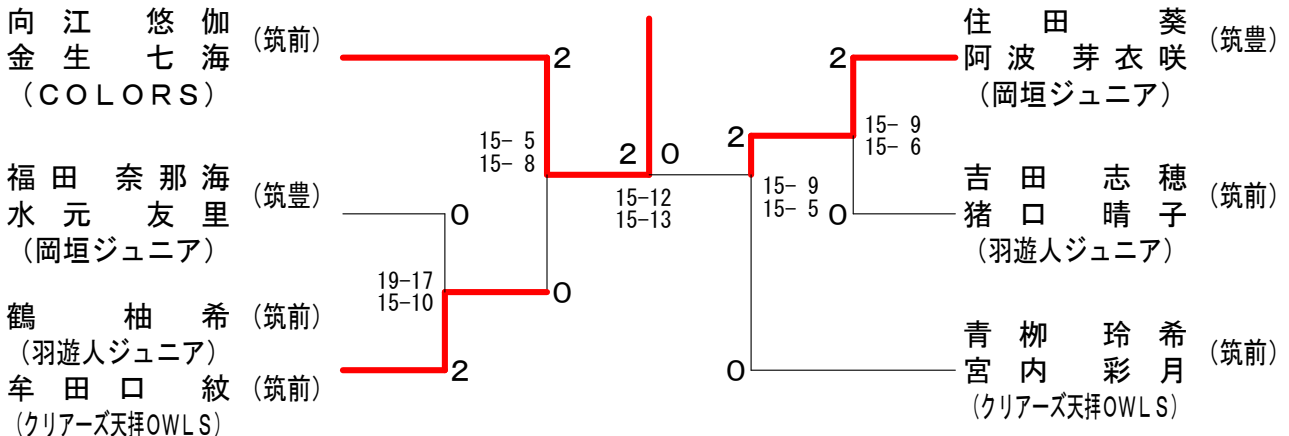 向江 悠伽
金生 七海
(筑前)
(COLORS)
福田 奈那海
水元 友里
(筑豊)
(岡垣ジュニア)
鶴 柚希 (筑前)
(羽遊人ジュニア)
牟田口 紋 (筑前)
(クリアーズ天拝OWLS)
2
15- 5
15- 8
0
19-17
15-10
0
2
2 0
15-12
15-13
2
2
15- 9
15- 6
15- 9
15- 5
0
0
住田 葵
阿波 芽衣咲
(筑豊)
(岡垣ジュニア)
吉田 志穂
猪口 晴子
(筑前)
(羽遊人ジュニア)
青柳 玲希
宮内 彩月
(筑前)
(クリアーズ天拝OWLS)